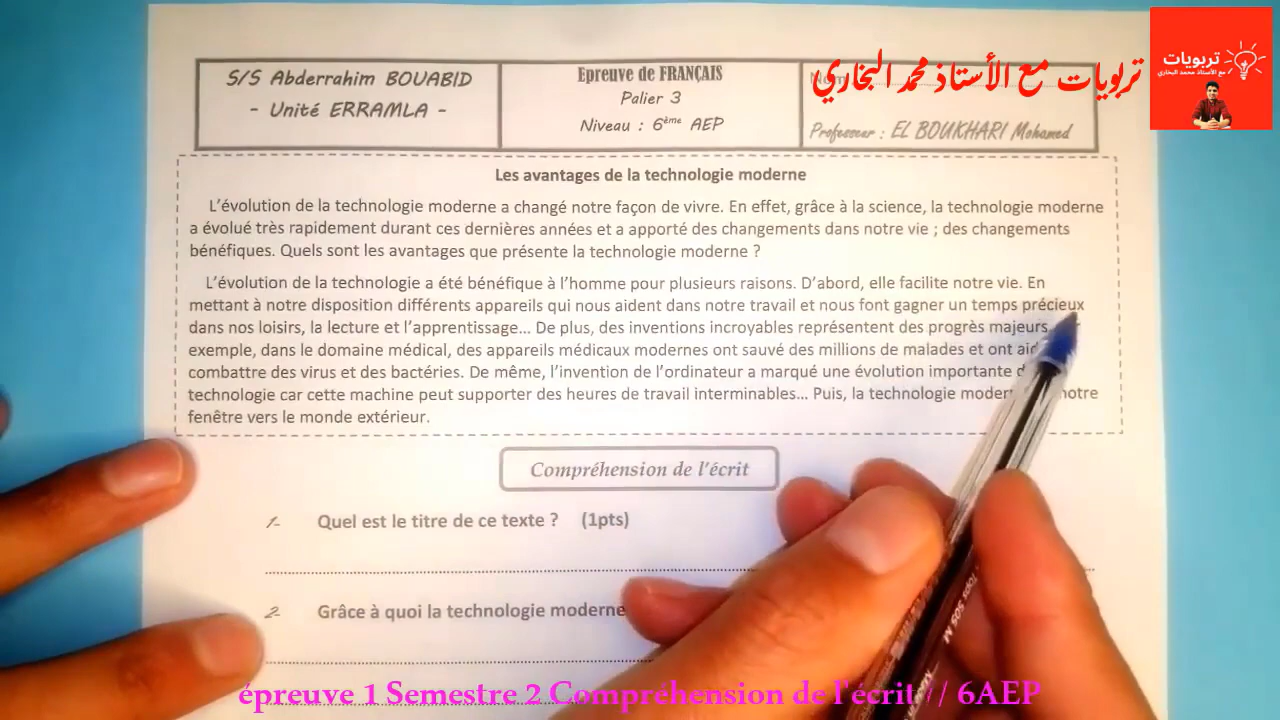 S/S Abderrahim BOUABID
- Unité ERRAMLA -
Epreuve de FRANÇAIS
Palier 3
Niveau : 6ème AEP
Professeur : EL BOUKHARI Mohamed
تربويات مع الأستاذ محمد البخاري
تربويات
مع الأستاذ محمد البخاري
Les avantages de la technologie moderne
L'évolution de la technologie moderne a changé notre façon de vivre. En effet, grâce à la science, la technologie moderne
a évolué très rapidement durant ces dernières années et a apporté des changements dans notre vie ; des changements
bénéfiques. Quels sont les avantages que présente la technologie moderne ?
L'évolution de la technologie a été bénéfique à l'homme pour plusieurs raisons. D'abord, elle facilite notre vie. En
mettant à notre disposition différents appareils qui nous aident dans notre travail et nous font gagner un temps précieux
dans nos loisirs, la lecture et l'apprentissage... De plus, des inventions incroyables représentent des progrès majeurs
exemple, dans le domaine médical, des appareils médicaux modernes ont sauvé des millions de malades et ont
combattre des virus et des bactéries. De même, l'invention de l'ordinateur a marqué une évolution importante
technologie car cette machine peut supporter des heures de travail interminables... Puis, la technologie notre
fenêtre vers le monde extérieur.
Compréhension de l'écrit
1- Quel est le titre de ce texte ? (1pts)
2- Grâce à quoi la technologie moderne
épreuve 1 Semestre 2 Compréhension de l'écrit // 6AEP